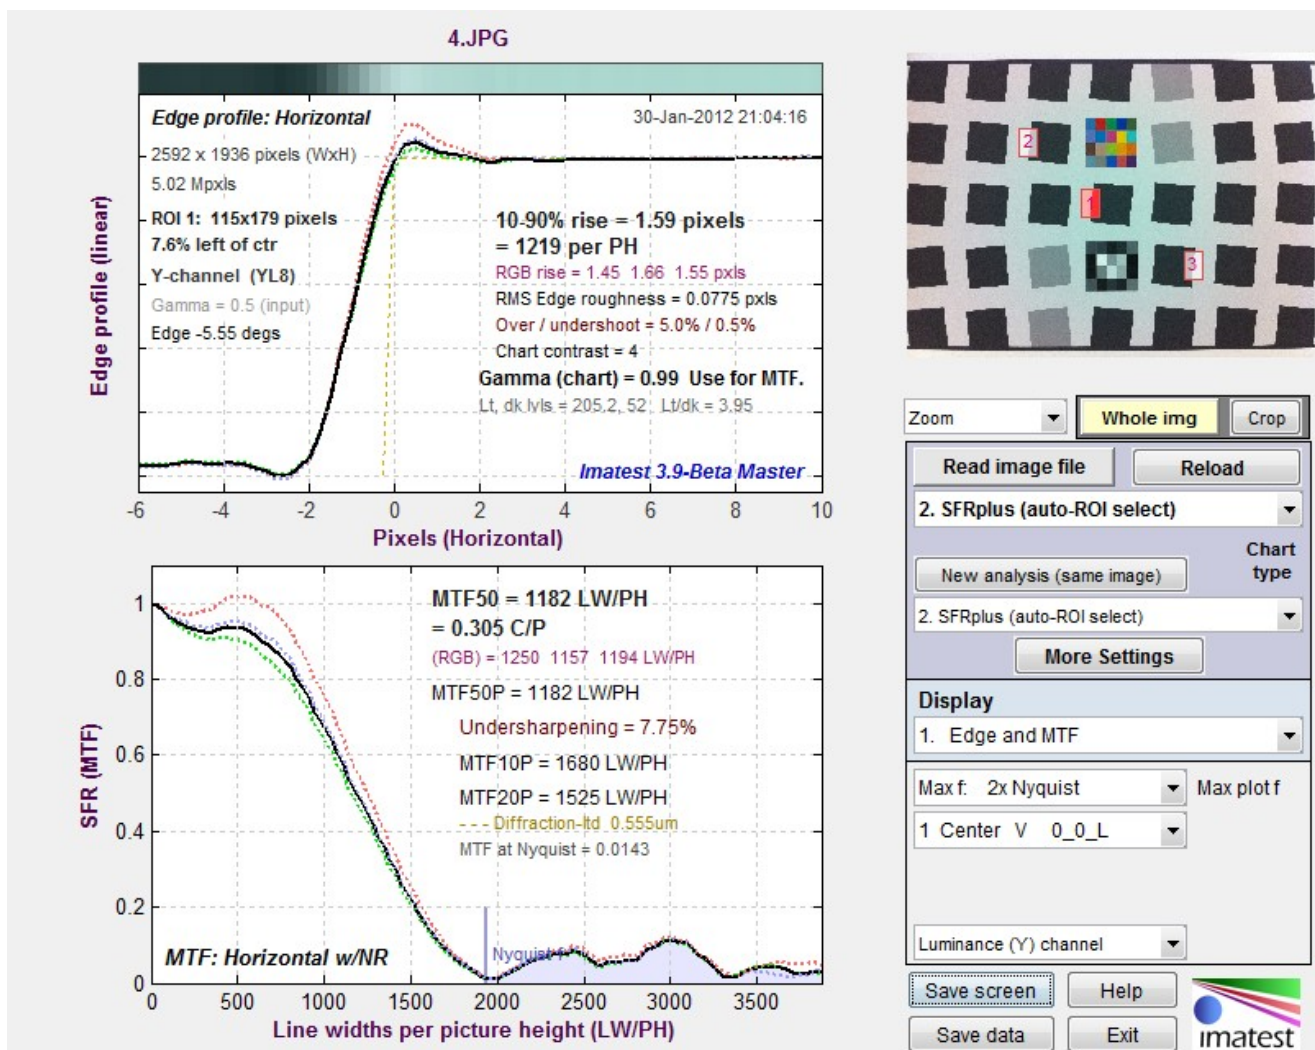 4.JPG
Edge profile: Horizontal
30-Jan-2012 21:04:16
2592 x 1936 pixels (WxH)
5.02 Mpxls
ROI 1: 115x179 pixels
7.6% left of ctr
Y-channel (YL8)
Gamma = 0.5 (input)
Edge -5.55 degs
10-90% rise = 1.59 pixels
= 1219 per PH
RGB rise = 1.45 1.66 1.55 pxls
RMS Edge roughness = 0.0775 pxls
Over / undershoot = 5.0% / 0.5%
Chart contrast = 4
Gamma (chart) = 0.99 Use for MTF.
Lt, dk lvls = 205.2, 52 Lt/dk = 3.95
Imatest 3.9-Beta Master
Edge profile (linear)
-6 -4 -2 0 2 4 6 8 10
Pixels (Horizontal)
MTF50 = 1182 LW/PH
= 0.305 C/P
(RGB) = 1250 1157 1194 LW/PH
MTF50P = 1182 LW/PH
Undersharpening = 7.75%
MTF10P = 1680 LW/PH
MTF20P = 1525 LW/PH
--- Diffraction-ltd 0.555um
MTF at Nyquist = 0.0143
Nyquist f
MTF: Horizontal w/NR
SFR (MTF)
1
0.8
0.6
0.4
0.2
0
0 500 1000 1500 2000 2500 3000 3500
Line widths per picture height (LW/PH)
2
1
3
Zoom
Whole img
Crop
Read image file
Reload
2. SFRplus (auto-ROI select)
Chart
type
New analysis (same image)
2. SFRplus (auto-ROI select)
More Settings
Display
1. Edge and MTF
Max f: 2x Nyquist
Max plot f
1 Center V 0_0_L
Luminance (Y) channel
Save screen
Help
Save data
Exit
imatest